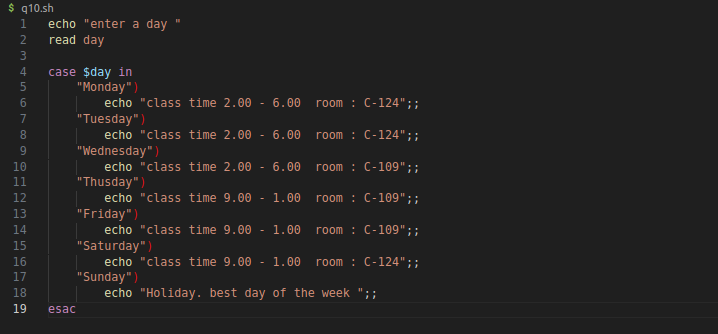 $ q10.sh
1 echo "enter a day "
2 read day
3
4 case $day in
5 "Monday")
6 echo "class time 2.00 - 6.00  room : C-124";;
7 "Tuesday")
8 echo "class time 2.00 - 6.00  room : C-124";;
9 "Wednesday")
10 echo "class time 2.00 - 6.00  room : C-109";;
11 "Thusday")
12 echo "class time 9.00 - 1.00  room : C-109";;
13 "Friday")
14 echo "class time 9.00 - 1.00  room : C-109";;
15 "Saturday")
16 echo "class time 9.00 - 1.00  room : C-124";;
17 "Sunday")
18 echo "Holiday. best day of the week ";;
19 esac